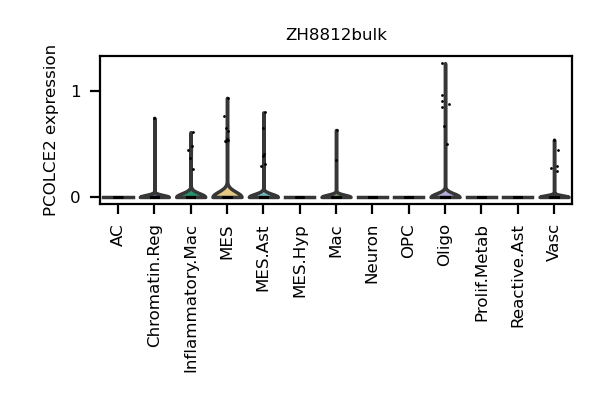 ZH8812bulk
PCOLCE2 expression
1
0
AC
Chromatin.Reg
Inflammatory.Mac
MES
MES.Ast
MES.Hyp
Mac
Neuron
OPC
Oligo
Prolif.Metab
Reactive.Ast
Vasc